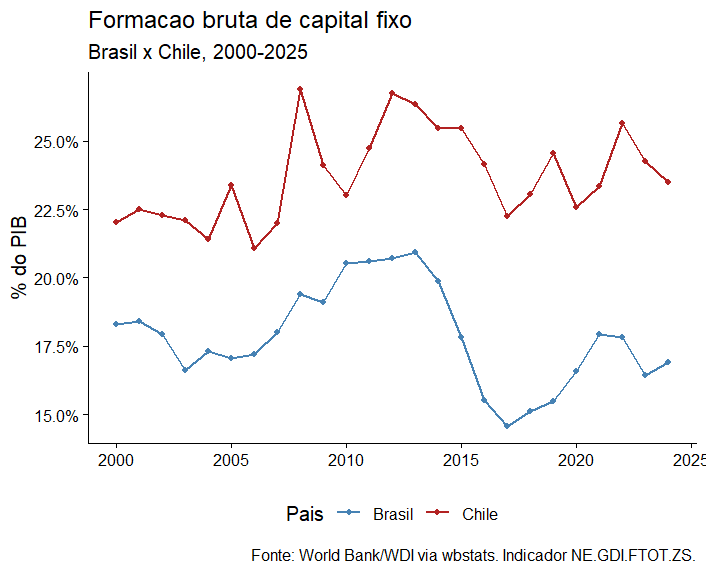 Formacao bruta de capital fixo
Brasil x Chile, 2000-2025
% do PIB
25.0%
22.5%
20.0%
17.5%
15.0%
2000 2005 2010 2015 2020 2025
Pais Brasil Chile
Fonte: World Bank/WDI via wbstats. Indicador NE.GDI.FTOT.ZS.